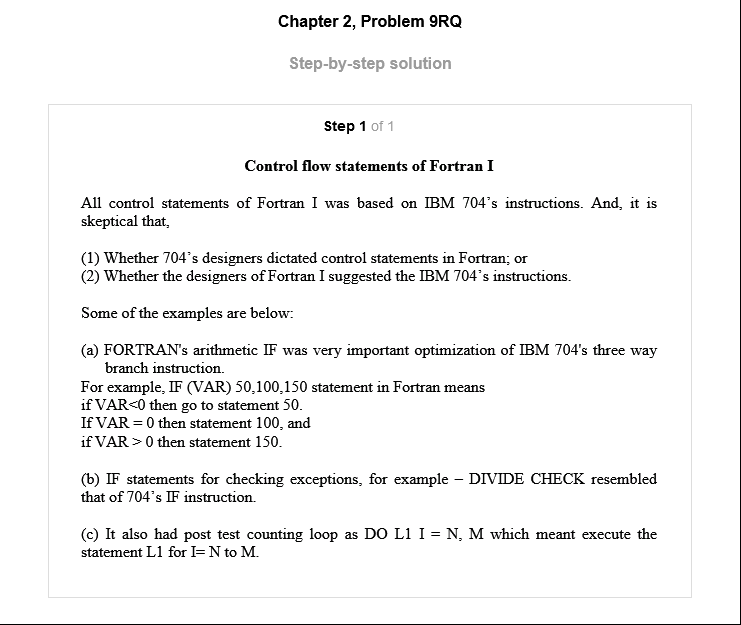 Chapter 2, Problem 9RQ
Step-by-step solution
Step 1 of 1
Control flow statements of Fortran I
All control statements of Fortran I was based on IBM 704's instructions. And, it is
skeptical that,
(1) Whether 704's designers dictated control statements in Fortran; or
(2) Whether the designers of Fortran I suggested the IBM 704's instructions.
Some of the examples are below:
(a) FORTRAN's arithmetic IF was very important optimization of IBM 704's three way
branch instruction.
For example, IF (VAR) 50,100,150 statement in Fortran means
if VAR<0 then go to statement 50.
If VAR = 0 then statement 100, and
if VAR > 0 then statement 150.
(b) IF statements for checking exceptions, for example – DIVIDE CHECK resembled
that of 704's IF instruction.
(c) It also had post test counting loop as DO L1 I = N, M which meant execute the
statement L1 for I= N to M.